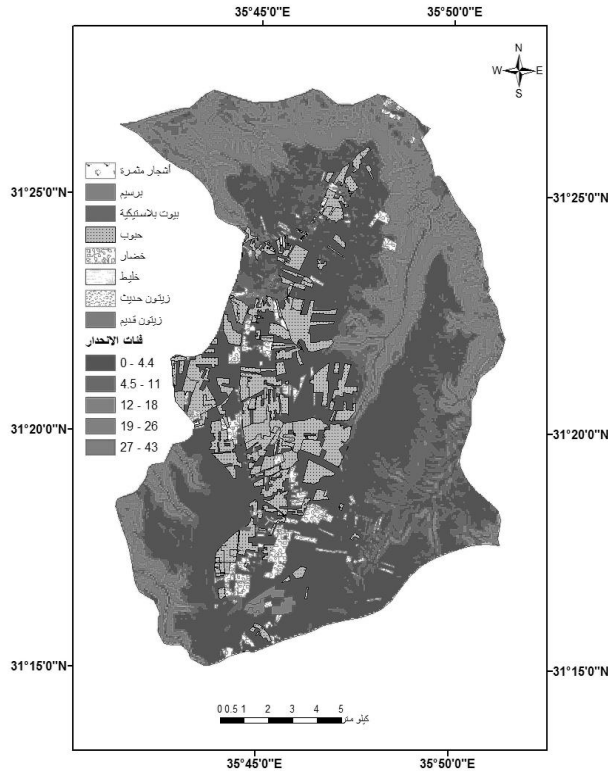 35°45'0"E 35°50'0"E
N
W E
S
31°25'0"N 31°25'0"N
أشجار مثمرة
برسيم
بيوت بلاستيكية
حبوب
خضار
خليط
زيتون حديث
زيتون قديم
فئات الانحدار
0 - 4.4
4.5 - 11
12 - 18
19 - 26
27 - 43
31°20'0"N 31°20'0"N
31°15'0"N 31°15'0"N
0 0.5 1 2 3 4 5
كيلو متر
35°45'0"E 35°50'0"E